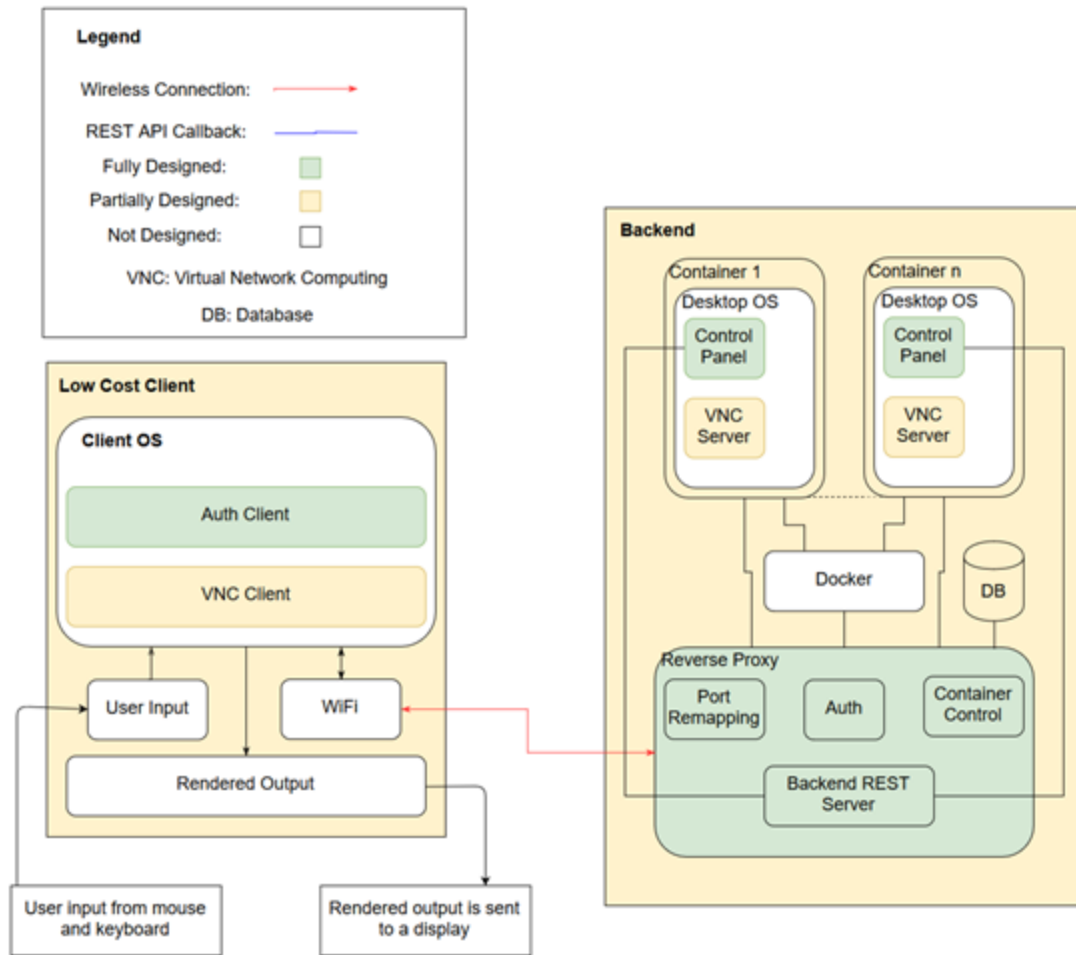 Legend
Wireless Connection:
REST API Callback:
Fully Designed:
Partially Designed:
Not Designed:
VNC: Virtual Network Computing
DB: Database
Low Cost Client
Client OS
Auth Client
VNC Client
User Input
WiFi
Rendered Output
User input from mouse
and keyboard
Rendered output is sent
to a display
Backend
Container 1
Desktop OS
Control
Panel
VNC
Server
Container n
Desktop OS
Control
Panel
VNC
Server
Docker
DB
Reverse Proxy
Port
Remapping
Auth
Container
Control
Backend REST
Server